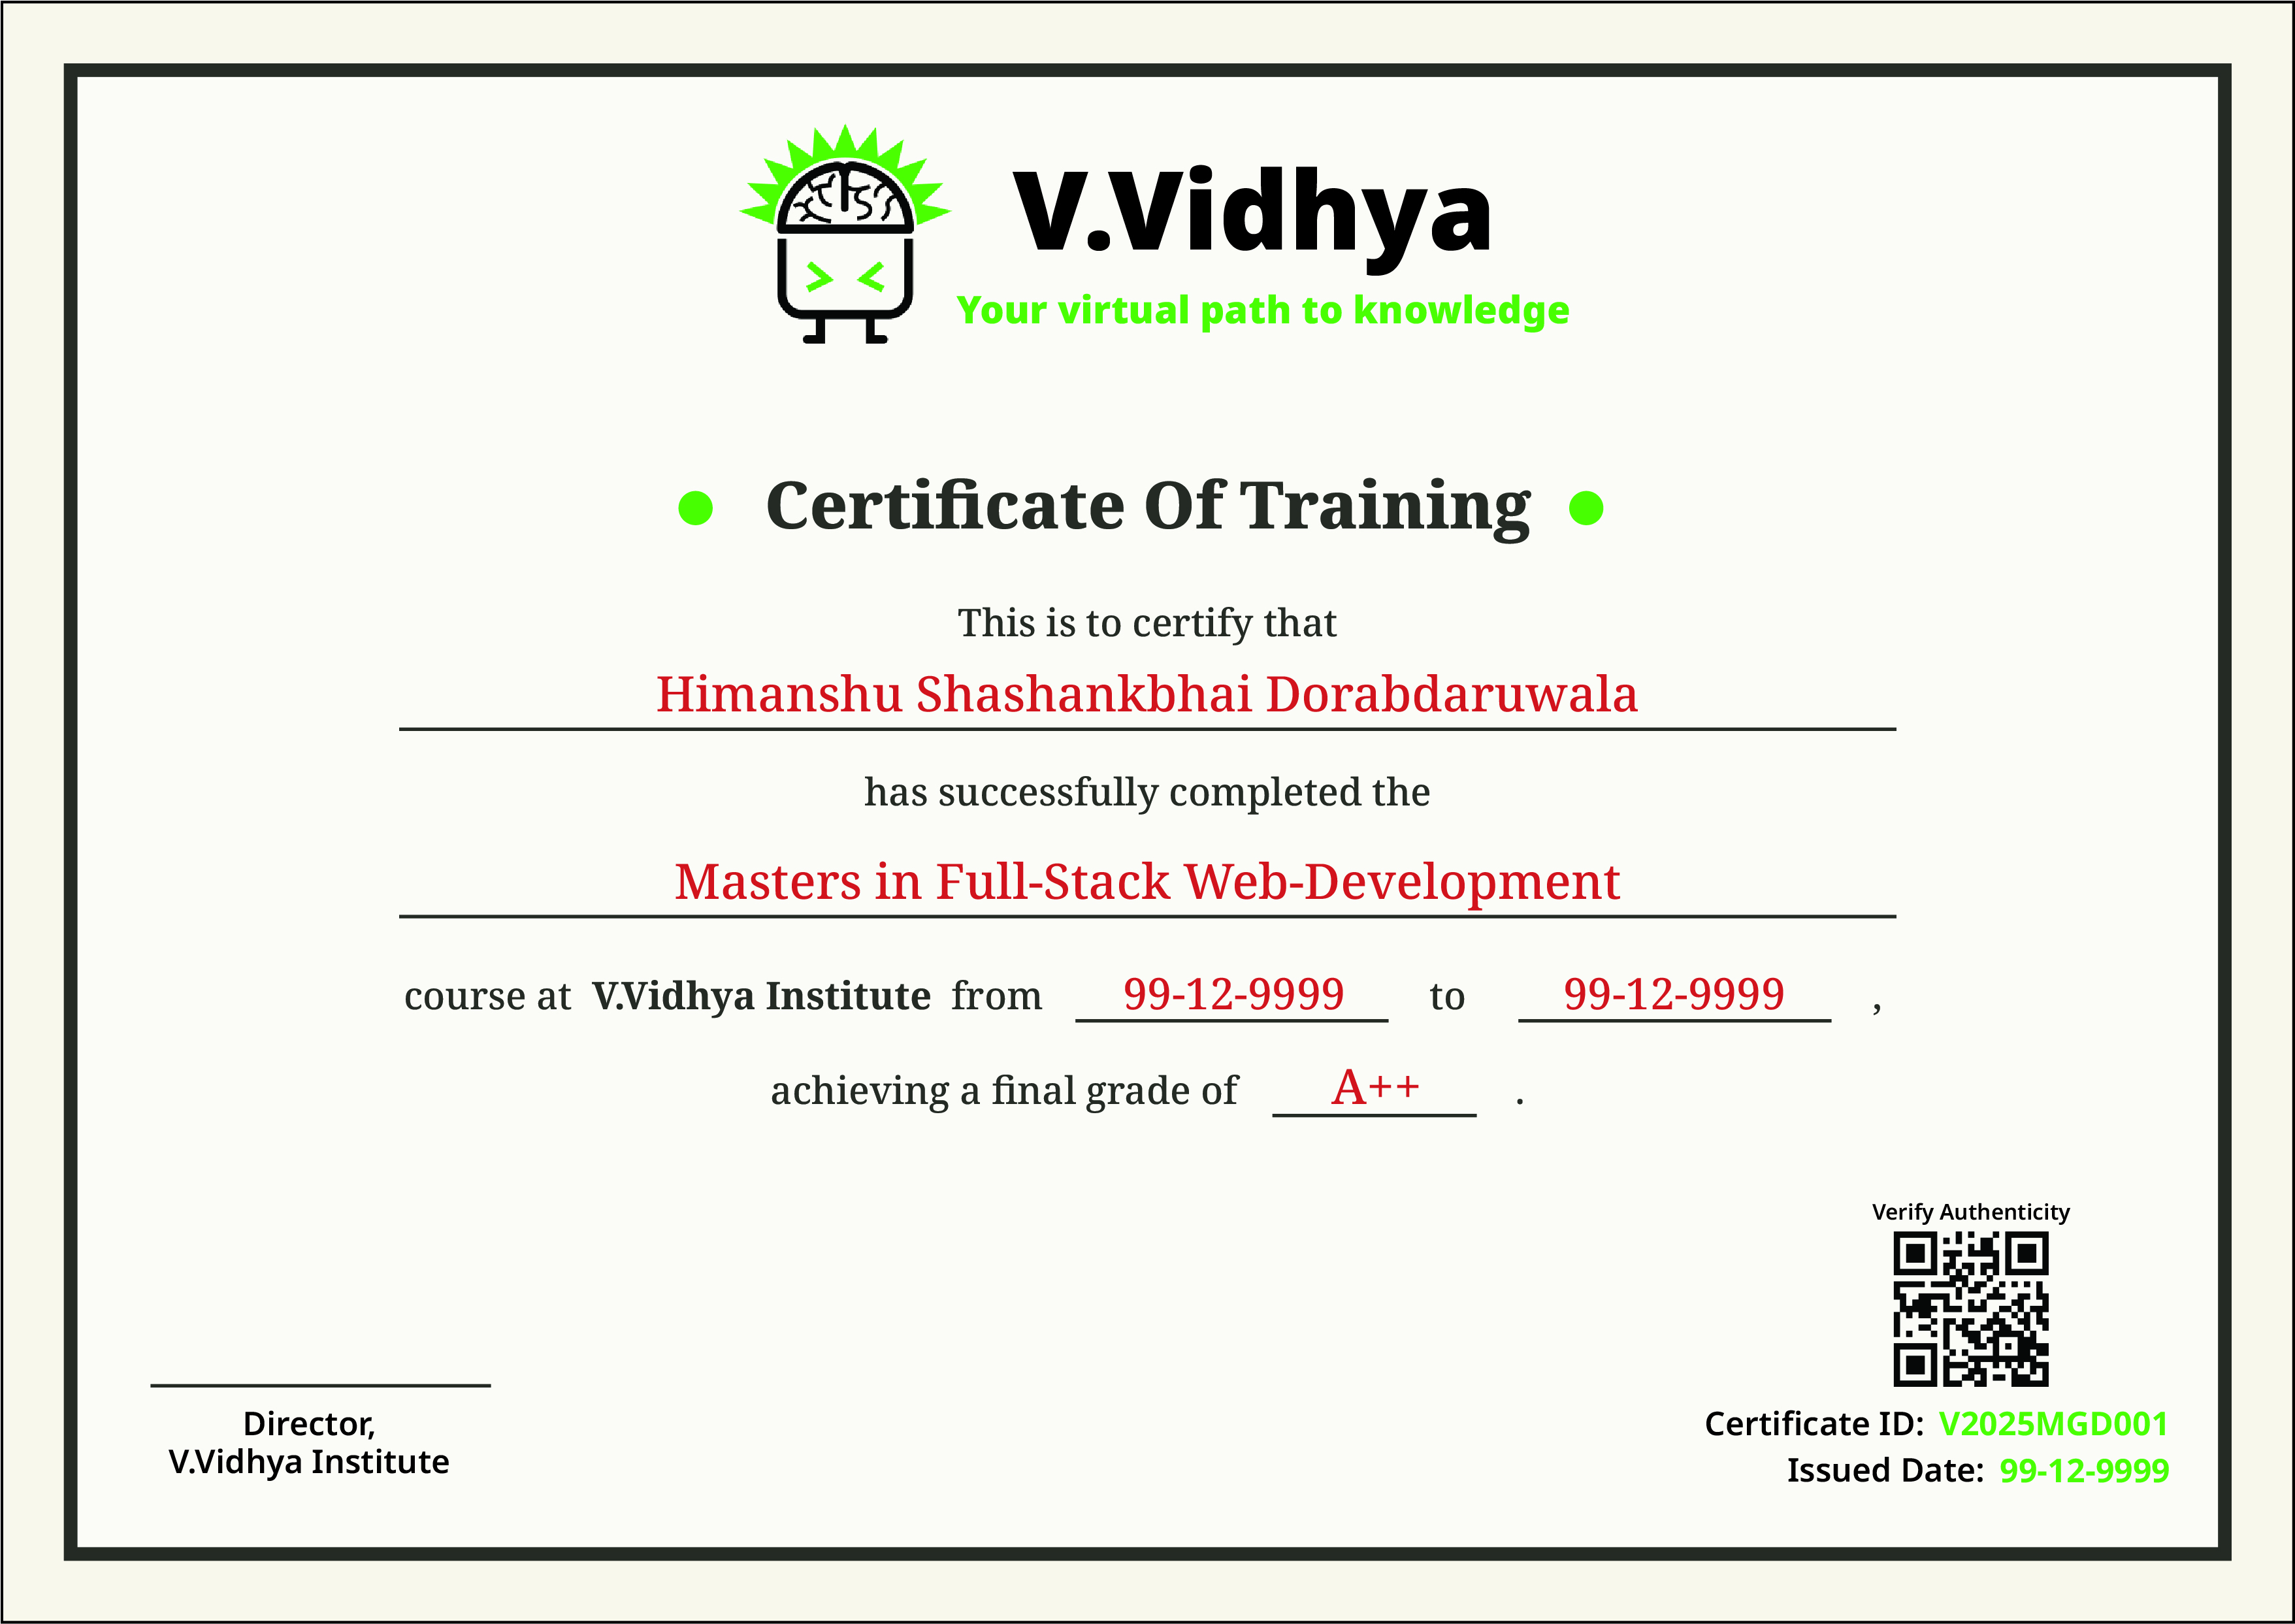 V.Vidhya
Your virtual path to knowledge
Certificate Of Training
This is to certify that
Himanshu Shashankbhai Dorabdaruwala
has successfully completed the
Masters in Full-Stack Web-Development
course at V.Vidhya Institute from 99-12-9999 to 99-12-9999 ,
achieving a final grade of A++ .
Verify Authenticity
Director,
V.Vidhya Institute
Certificate ID: V2025MGD001
Issued Date: 99-12-9999